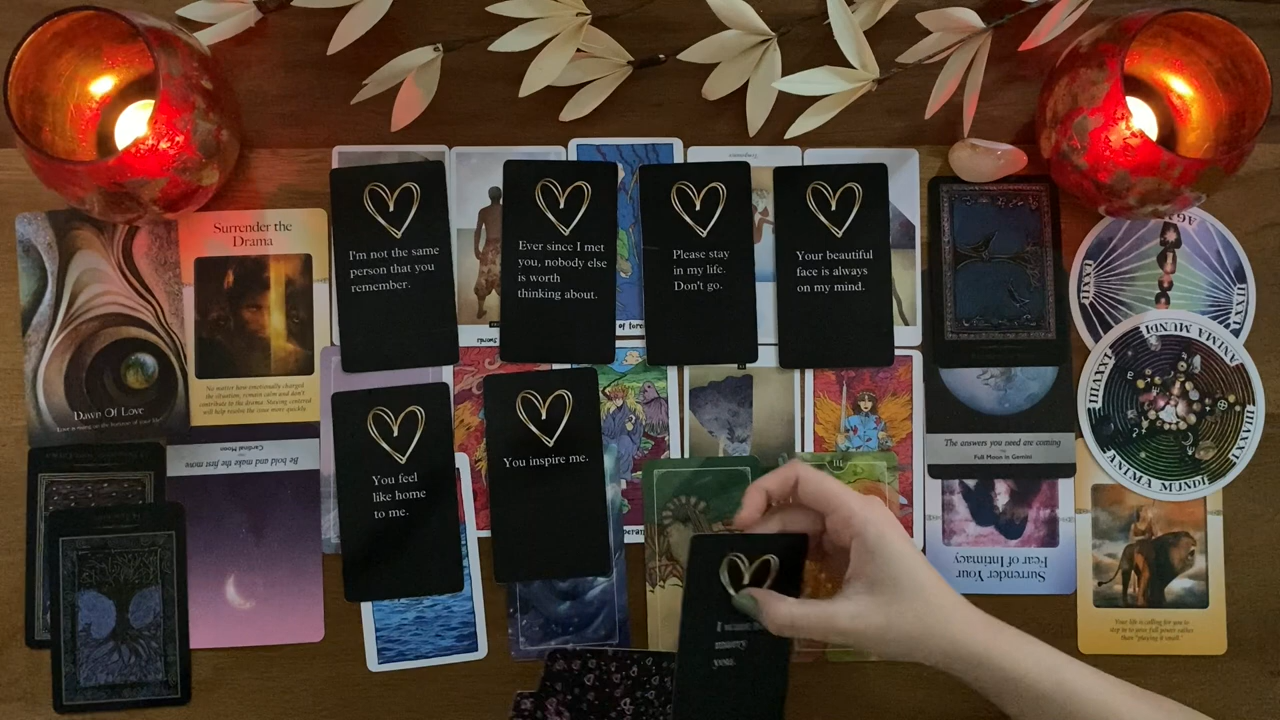 Surrender the
Drama
No matter how emotionally charged
the situation, remain calm and don't
contribute to the drama. Staying centered
will help resolve the issue more quickly.
Dawn Of Love
I'm not the same
person that you
remember.
Ever since I met
you, nobody else
is worth
thinking about.
Please stay
in my life.
Don't go.
Your beautiful
face is always
on my mind.
Swords
Be bold and make the first move
Cardinal Moon
You feel
like home
to me.
You inspire me.
III
The answers you need are coming
Full Moon in Gemini
Surrender Your
Fear of Intimacy
ANIMA MUNDI
ANIMA MUNDI
Your life is calling for you to
step in to your full power rather
than "playing it small."